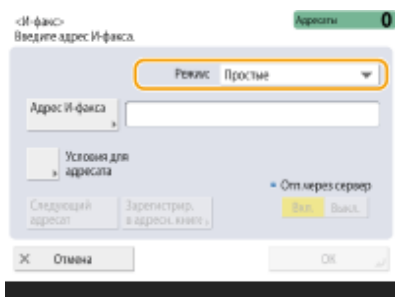 <И-факс>
Адресаты 0
Введите адрес И-факса.
Режим: Простые
Адрес И-факса
Условия для
адресата
Отп.через сервер
Следующий
адресат
Зарегистрир.
в адресн. книге
Вкл. Выкл.
× Отмена
OK